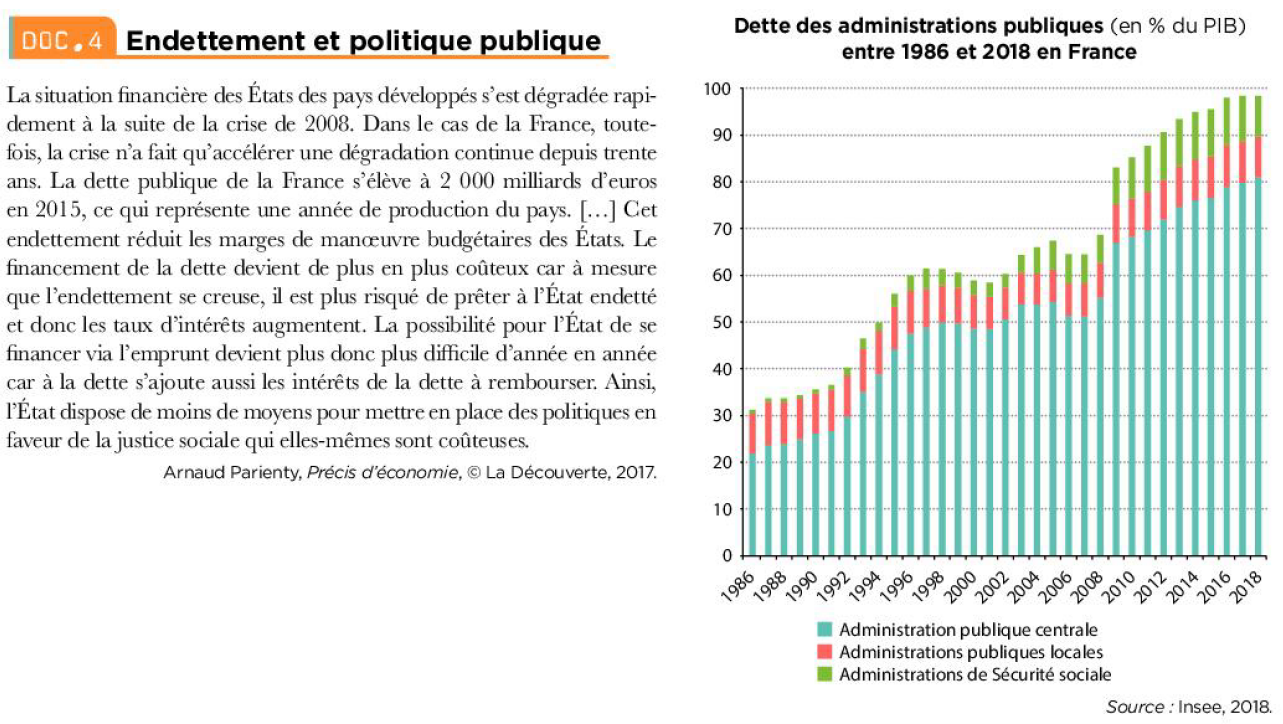 DOC.4 Endettement et politique publique
La situation financière des États des pays développés s'est dégradée rapi-
dement à la suite de la crise de 2008. Dans le cas de la France, toute-
fois, la crise n'a fait qu'accélérer une dégradation continue depuis trente
ans. La dette publique de la France s'élève à 2 000 milliards d'euros
en 2015, ce qui représente une année de production du pays. […] Cet
endettement réduit les marges de manœuvre budgétaires des États. Le
financement de la dette devient de plus en plus coûteux car à mesure
que l'endettement se creuse, il est plus risqué de prêter à l'État endetté
et donc les taux d'intérêts augmentent. La possibilité pour l'État de se
financer via l'emprunt devient plus donc plus difficile d'année en année
car à la dette s'ajoute aussi les intérêts de la dette à rembourser. Ainsi,
l'État dispose de moins de moyens pour mettre en place des politiques en
faveur de la justice sociale qui elles-mêmes sont coûteuses.
Arnaud Parienty, Précis d'économie, © La Découverte, 2017.
Dette des administrations publiques (en % du PIB)
entre 1986 et 2018 en France
100
90
80
70
60
50
40
30
20
10
0
1986 1988 1990 1992 1994 1996 1998 2000 2002 2004 2006 2008 2010 2012 2014 2016 2018
Administration publique centrale
Administrations publiques locales
Administrations de Sécurité sociale
Source : Insee, 2018.